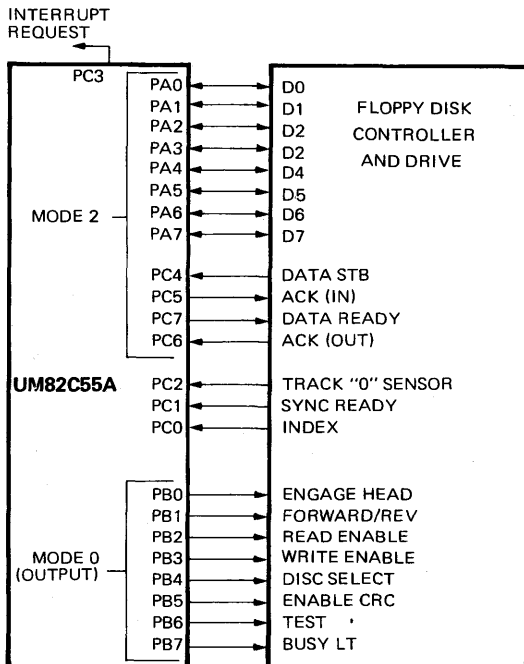 INTERRUPT
REQUEST
PC3
PA0 D0
PA1 D1
PA2 D2
PA3 D2
PA4 D4
PA5 D5
PA6 D6
PA7 D7
FLOPPY DISK
CONTROLLER
AND DRIVE
MODE 2
PC4 DATA STB
PC5 ACK (IN)
PC7 DATA READY
PC6 ACK (OUT)
UM82C55A
PC2 TRACK "0" SENSOR
PC1 SYNC READY
PC0 INDEX
MODE 0
(OUTPUT)
PB0 ENGAGE HEAD
PB1 FORWARD/REV
PB2 READ ENABLE
PB3 WRITE ENABLE
PB4 DISC SELECT
PB5 ENABLE CRC
PB6 TEST
PB7 BUSY LT